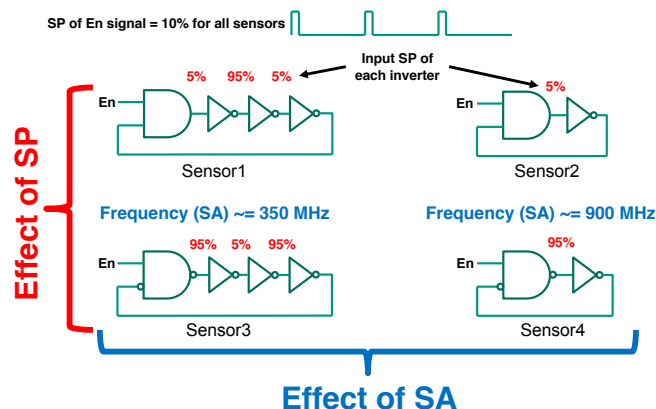 SP of En signal = 10% for all sensors
Input SP of
each inverter
5% 95% 5%
5%
En
En
Sensor1
Sensor2
Effect of SP
Frequency (SA) ~= 350 MHz
Frequency (SA) ~= 900 MHz
95% 5% 95%
95%
En
En
Sensor3
Sensor4
Effect of SA